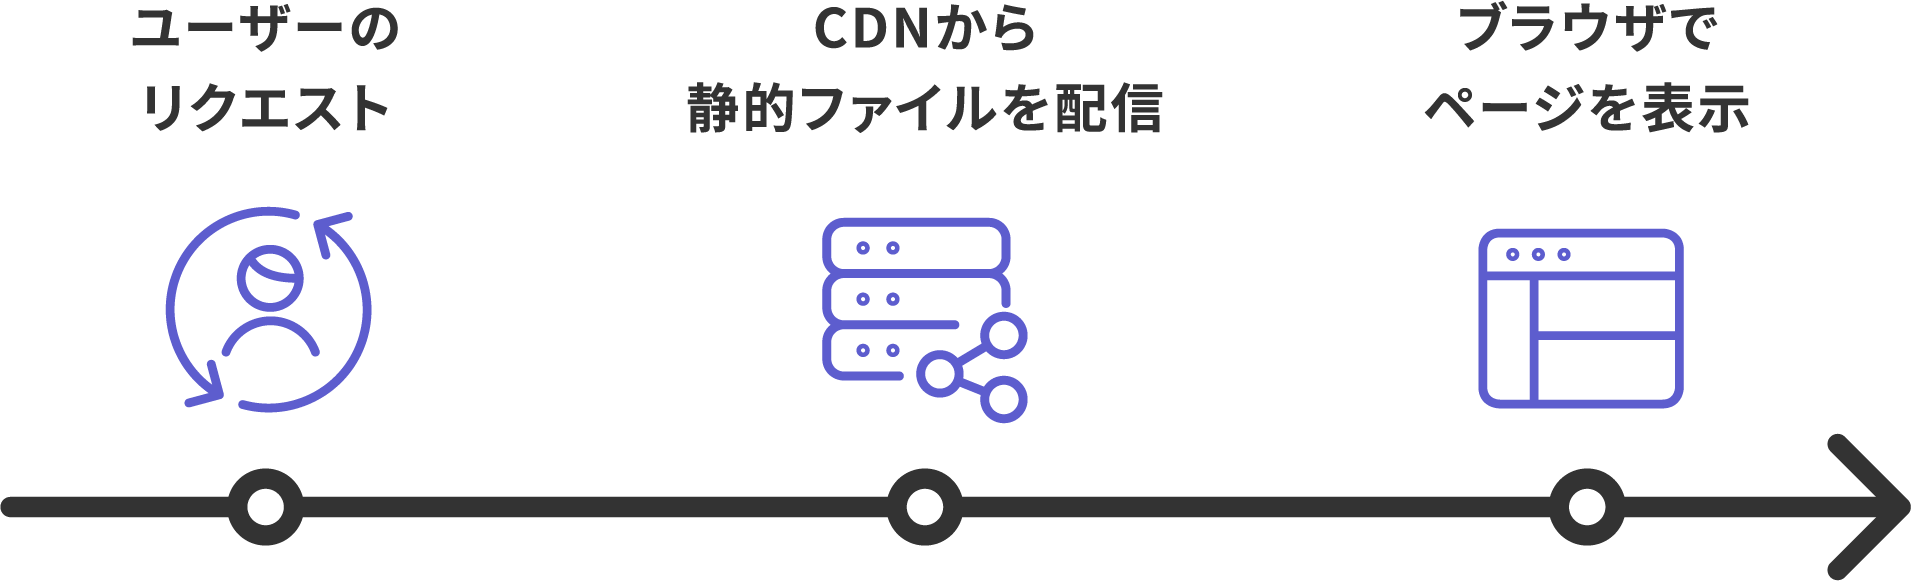 ユーザーの
リクエスト
CDNから
静的ファイルを配信
ブラウザで
ページを表示